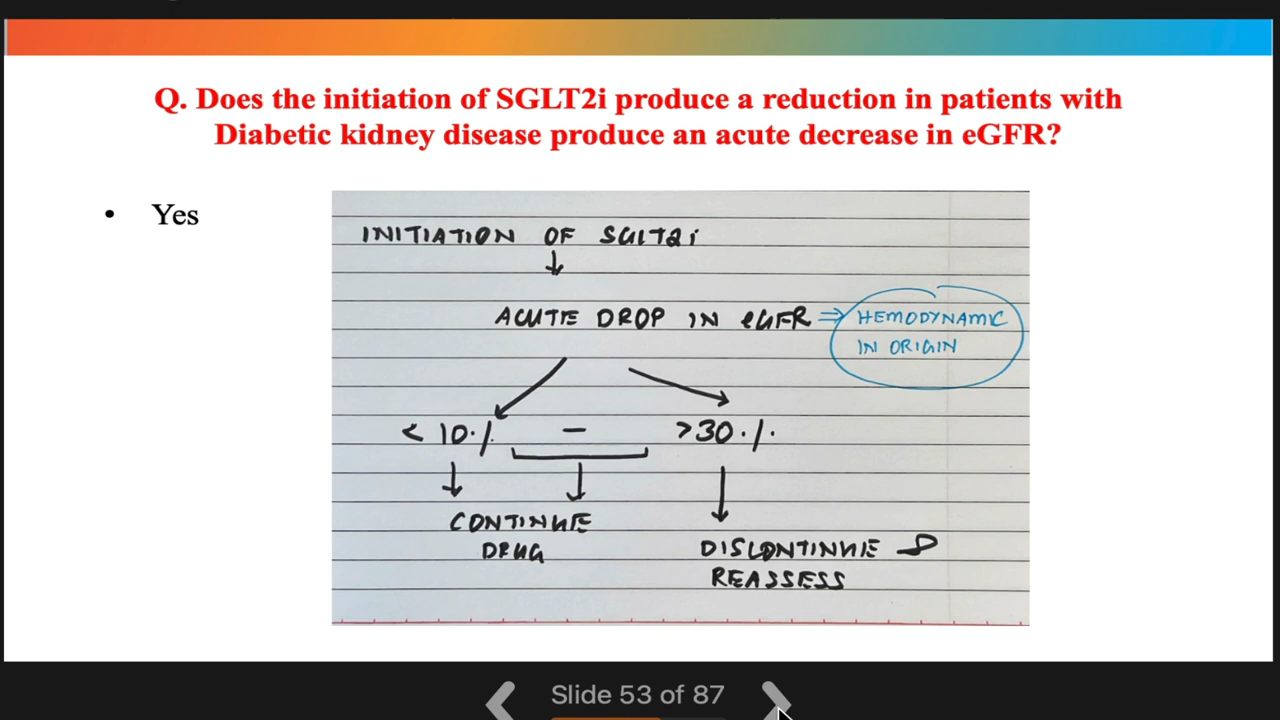 Q. Does the initiation of SGLT2i produce a reduction in patients with
Diabetic kidney disease produce an acute decrease in eGFR?
• Yes
INITIATION OF SGLT2i
↓
ACUTE DROP IN eGFR ⇒ HEMODYNAMIC
IN ORIGIN
< 10% – >30%
CONTINUE
DRUG
DISCONTINUE &
REASSESS
Slide 53 of 87